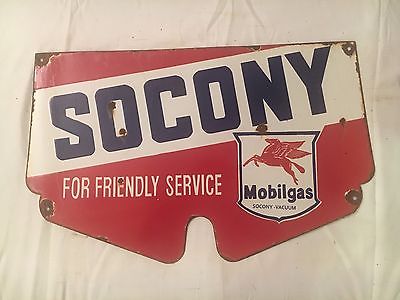 SOCONY
FOR FRIENDLY SERVICE
Mobilgas
SOCONY-VACUUM